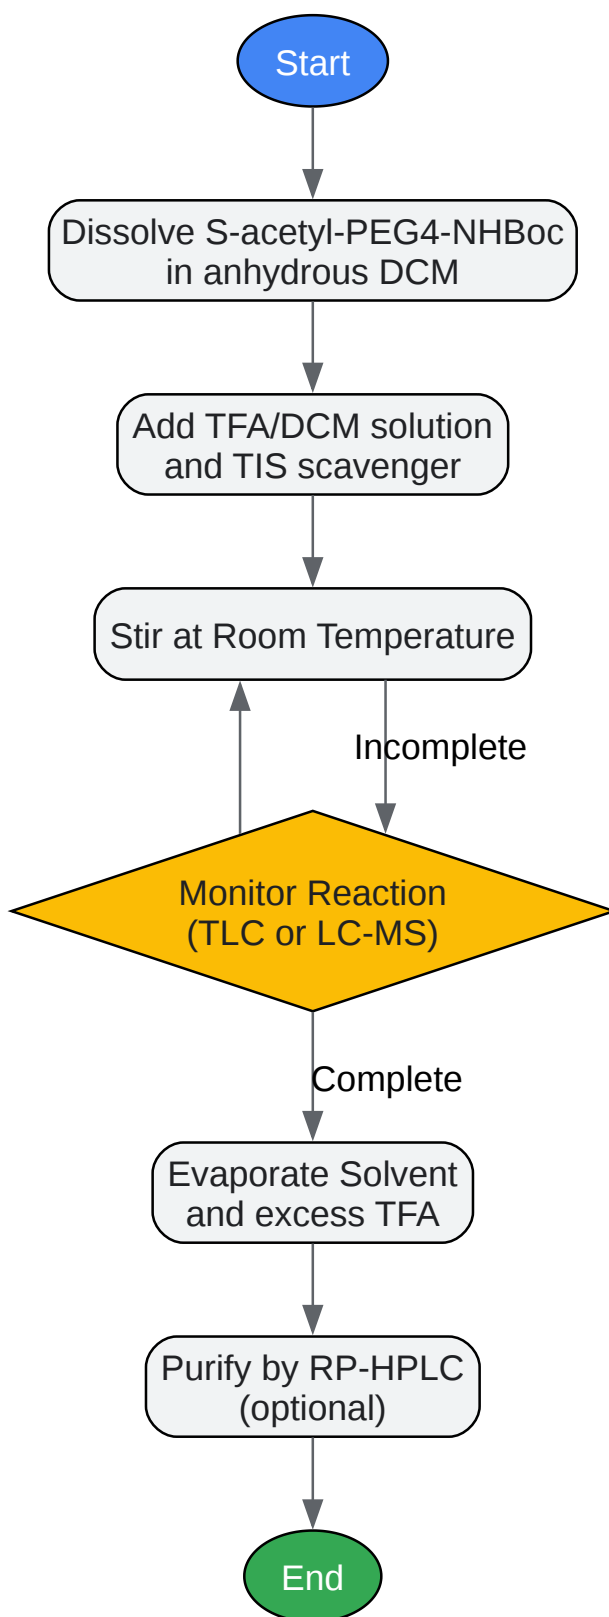 Start
Dissolve S-acetyl-PEG4-NHBoc
in anhydrous DCM
Add TFA/DCM solution
and TIS scavenger
Stir at Room Temperature
Incomplete
Monitor Reaction
(TLC or LC-MS)
Complete
Evaporate Solvent
and excess TFA
Purify by RP-HPLC
(optional)
End